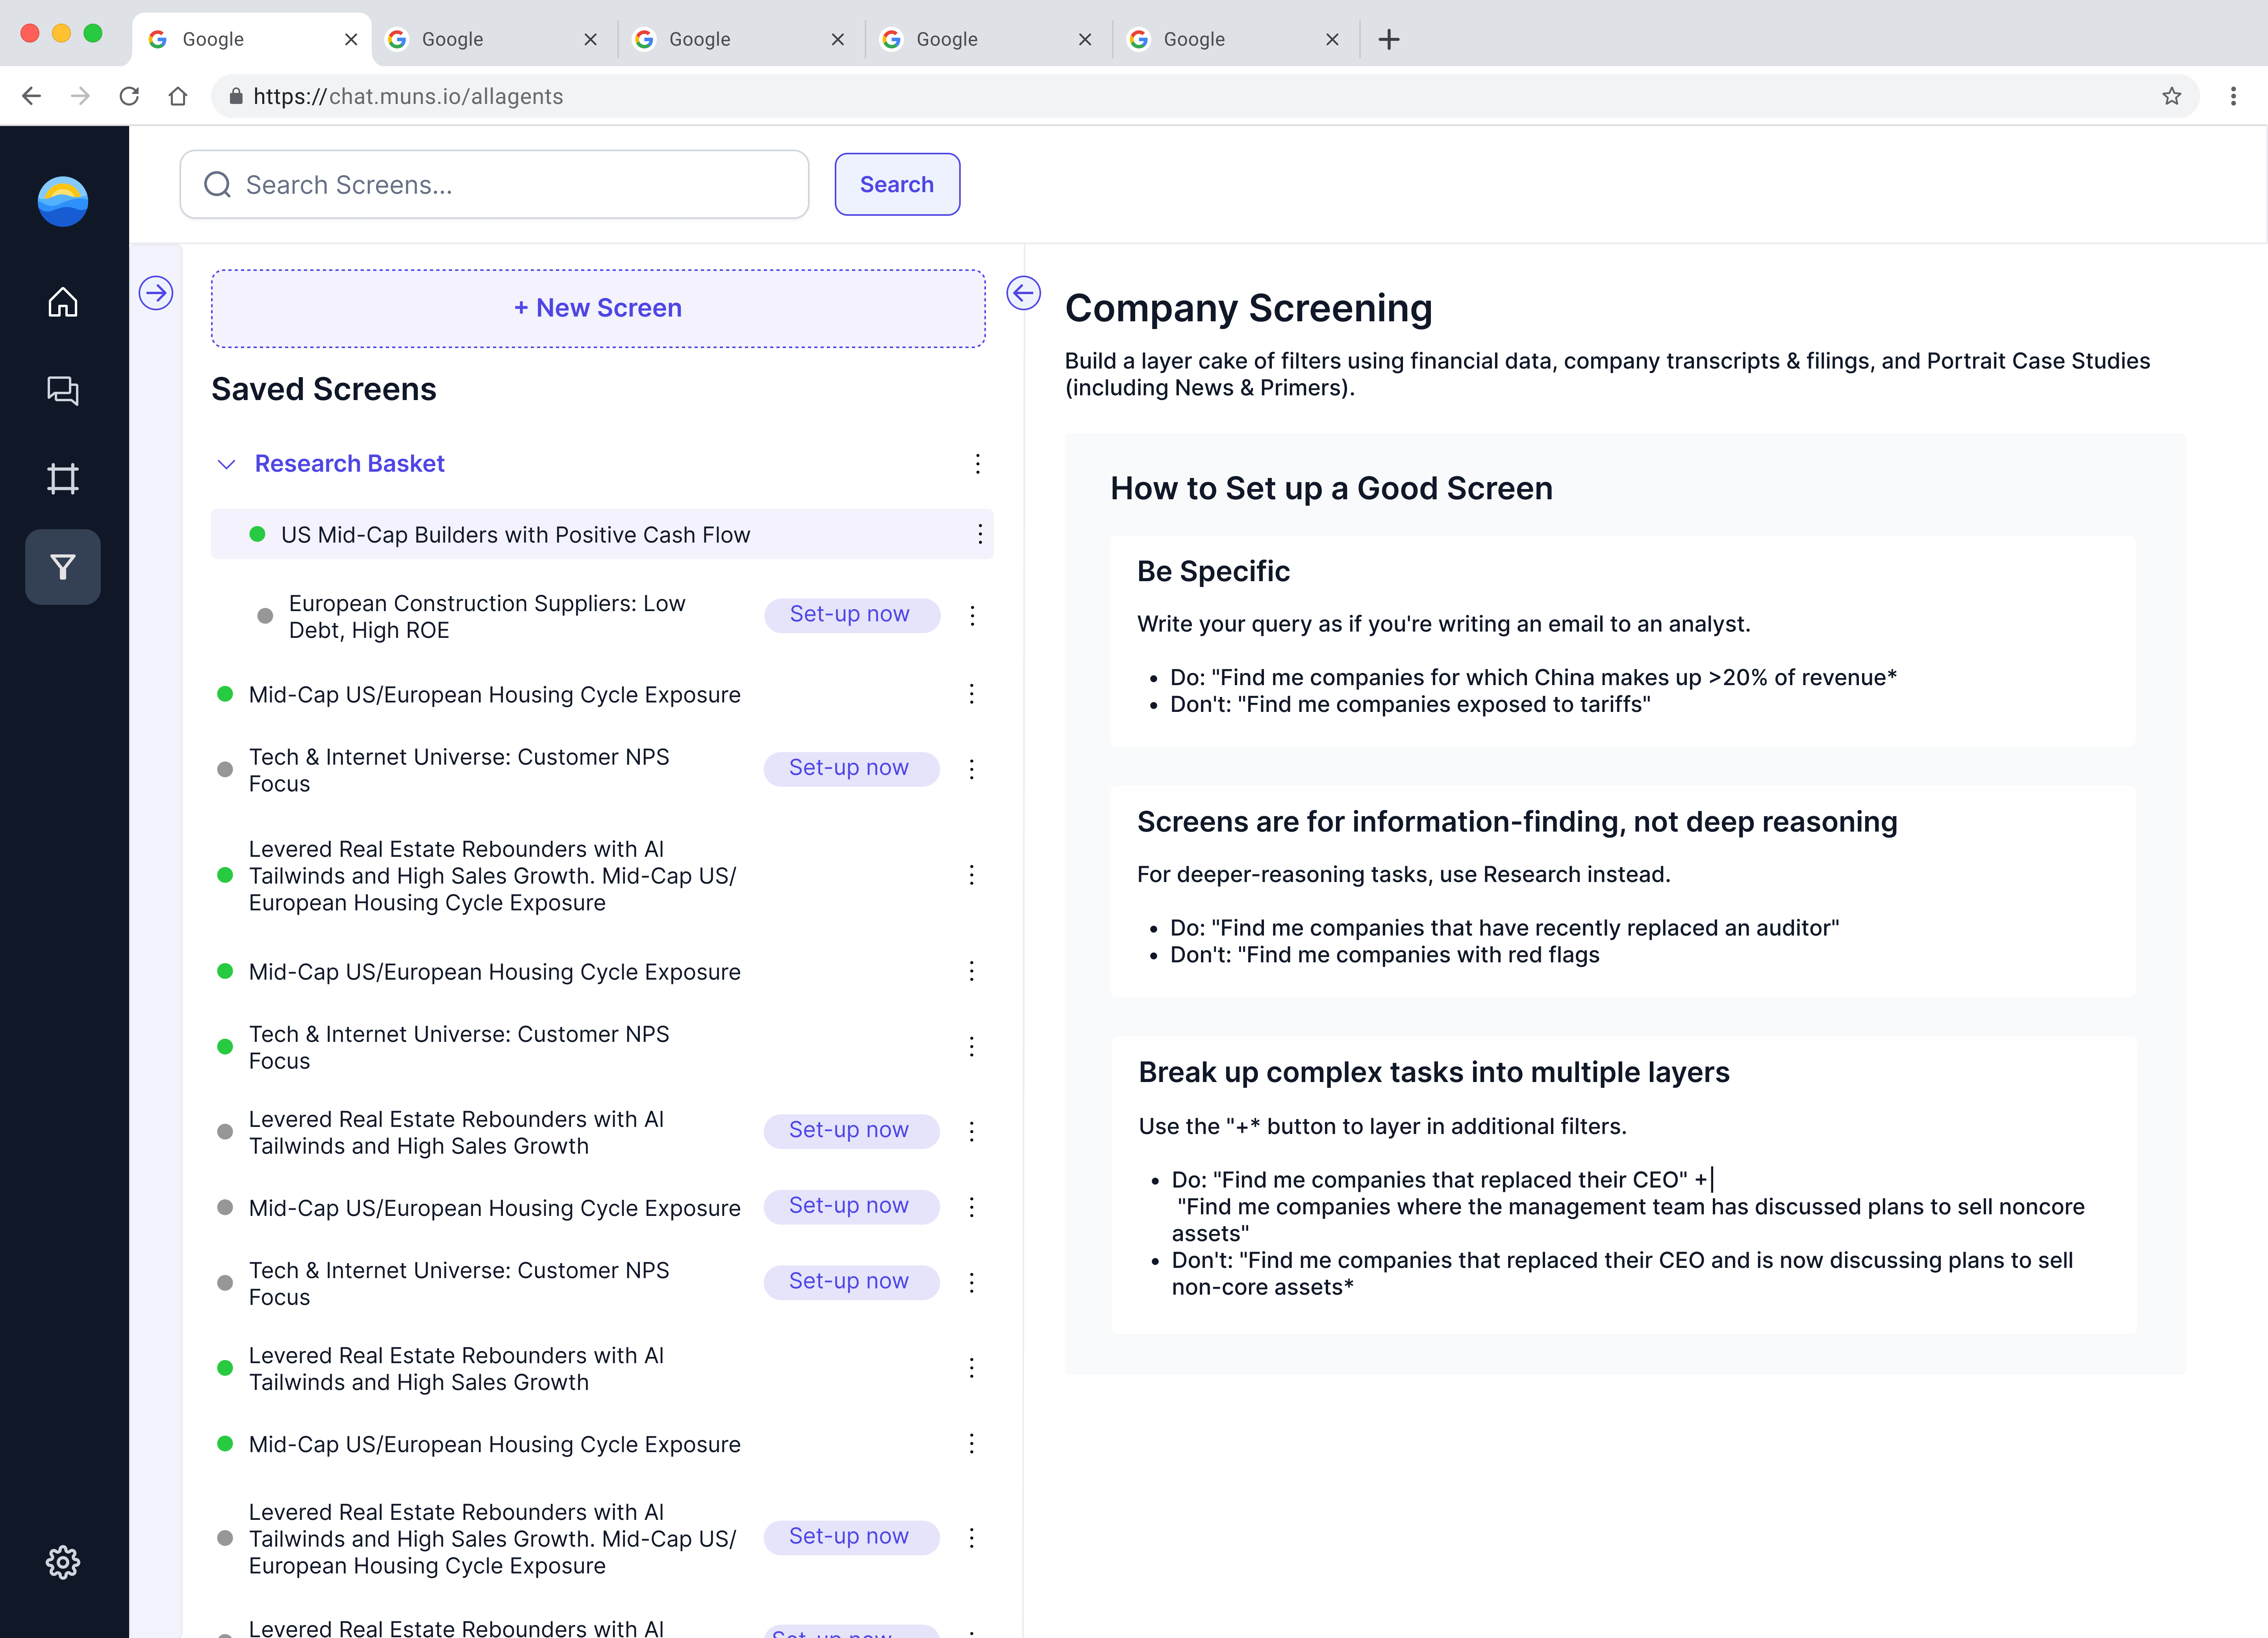 Google
Google
Google
Google
Google
https://chat.muns.io/allagents
Search Screens...
Search
+ New Screen
Saved Screens
Research Basket
US Mid-Cap Builders with Positive Cash Flow
European Construction Suppliers: Low
Debt, High ROE
Set-up now
Mid-Cap US/European Housing Cycle Exposure
Tech & Internet Universe: Customer NPS
Focus
Set-up now
Levered Real Estate Rebounders with AI
Tailwinds and High Sales Growth. Mid-Cap US/
European Housing Cycle Exposure
Mid-Cap US/European Housing Cycle Exposure
Tech & Internet Universe: Customer NPS
Focus
Levered Real Estate Rebounders with AI
Tailwinds and High Sales Growth
Set-up now
Mid-Cap US/European Housing Cycle Exposure
Set-up now
Tech & Internet Universe: Customer NPS
Focus
Set-up now
Levered Real Estate Rebounders with AI
Tailwinds and High Sales Growth
Mid-Cap US/European Housing Cycle Exposure
Levered Real Estate Rebounders with AI
Tailwinds and High Sales Growth. Mid-Cap US/
European Housing Cycle Exposure
Set-up now
Levered Real Estate Rebounders with AI
Set-up now
Company Screening
Build a layer cake of filters using financial data, company transcripts & filings, and Portrait Case Studies
(including News & Primers).
How to Set up a Good Screen
Be Specific
Write your query as if you're writing an email to an analyst.
• Do: "Find me companies for which China makes up >20% of revenue*
• Don't: "Find me companies exposed to tariffs"
Screens are for information-finding, not deep reasoning
For deeper-reasoning tasks, use Research instead.
• Do: "Find me companies that have recently replaced an auditor"
• Don't: "Find me companies with red flags
Break up complex tasks into multiple layers
Use the "+* button to layer in additional filters.
• Do: "Find me companies that replaced their CEO" +|
"Find me companies where the management team has discussed plans to sell noncore
assets"
• Don't: "Find me companies that replaced their CEO and is now discussing plans to sell
non-core assets*